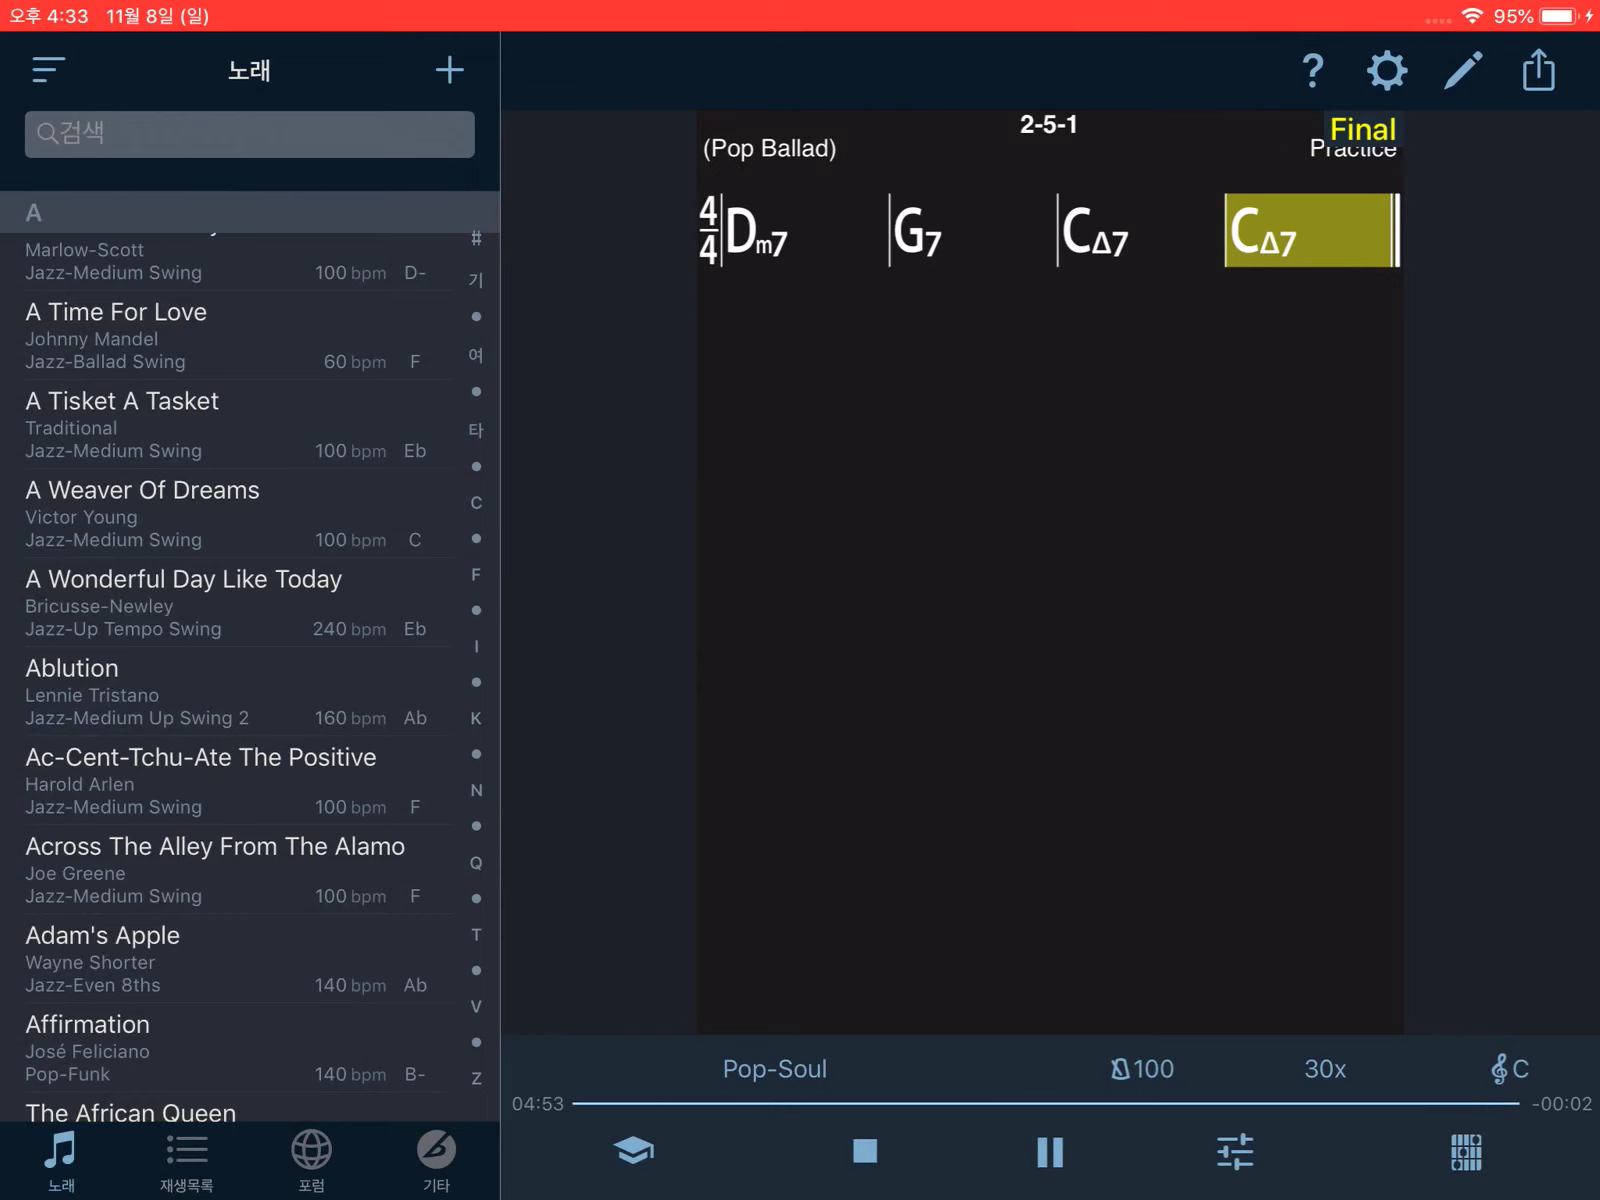 오후 4:33 11월 8일 (일)
95%
노래
검색
A
Marlow-Scott
Jazz-Medium Swing 100 bpm D-
A Time For Love
Johnny Mandel
Jazz-Ballad Swing 60 bpm F
A Tisket A Tasket
Traditional
Jazz-Medium Swing 100 bpm Eb
A Weaver Of Dreams
Victor Young
Jazz-Medium Swing 100 bpm C
A Wonderful Day Like Today
Bricusse-Newley
Jazz-Up Tempo Swing 240 bpm Eb
Ablution
Lennie Tristano
Jazz-Medium Up Swing 2 160 bpm Ab
Ac-Cent-Tchu-Ate The Positive
Harold Arlen
Jazz-Medium Swing 100 bpm F
Across The Alley From The Alamo
Joe Greene
Jazz-Medium Swing 100 bpm F
Adam's Apple
Wayne Shorter
Jazz-Even 8ths 140 bpm Ab
Affirmation
José Feliciano
Pop-Funk 140 bpm B-
The African Queen
#
기
여
타
C
F
I
K
N
Q
T
V
Z
노래 재생목록 포럼 기타
2-5-1
Final
(Pop Ballad) Practice
4/4 Dm7 G7 CΔ7 CΔ7
Pop-Soul 100 30x C
04:53 -00:02